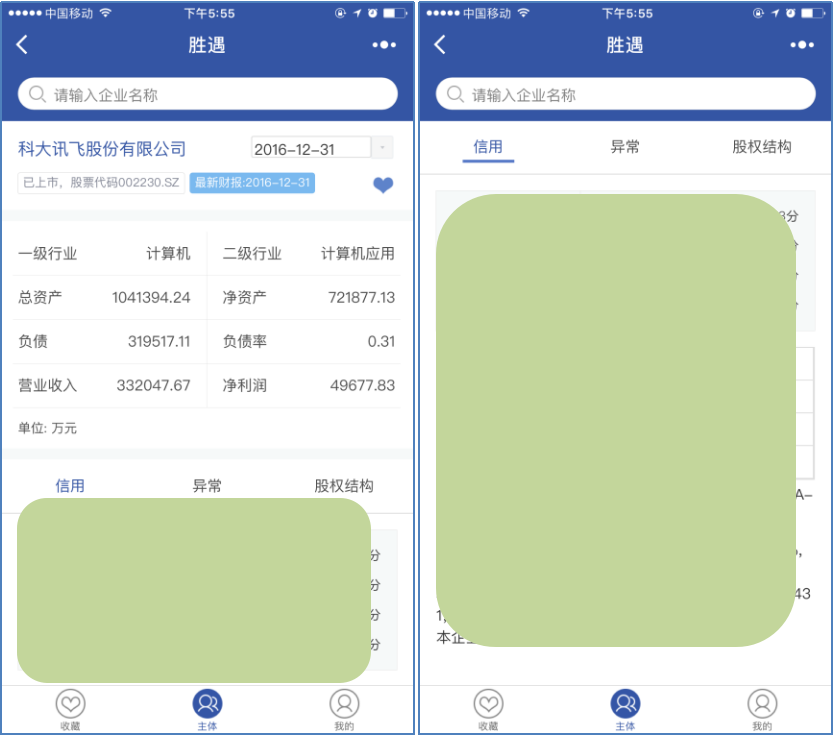 中国移动 下午5:55
胜遇
请输入企业名称
科大讯飞股份有限公司 2016-12-31
已上市，股票代码002230.SZ 最新财报:2016-12-31
一级行业 计算机 二级行业 计算机应用
总资产 1041394.24 净资产 721877.13
负债 319517.11 负债率 0.31
营业收入 332047.67 净利润 49677.83
单位: 万元
信用 异常 股权结构
分
分
分
分
收藏 主体 我的
中国移动 下午5:55
胜遇
请输入企业名称
信用 异常 股权结构
分
A-
43
本企
收藏 主体 我的